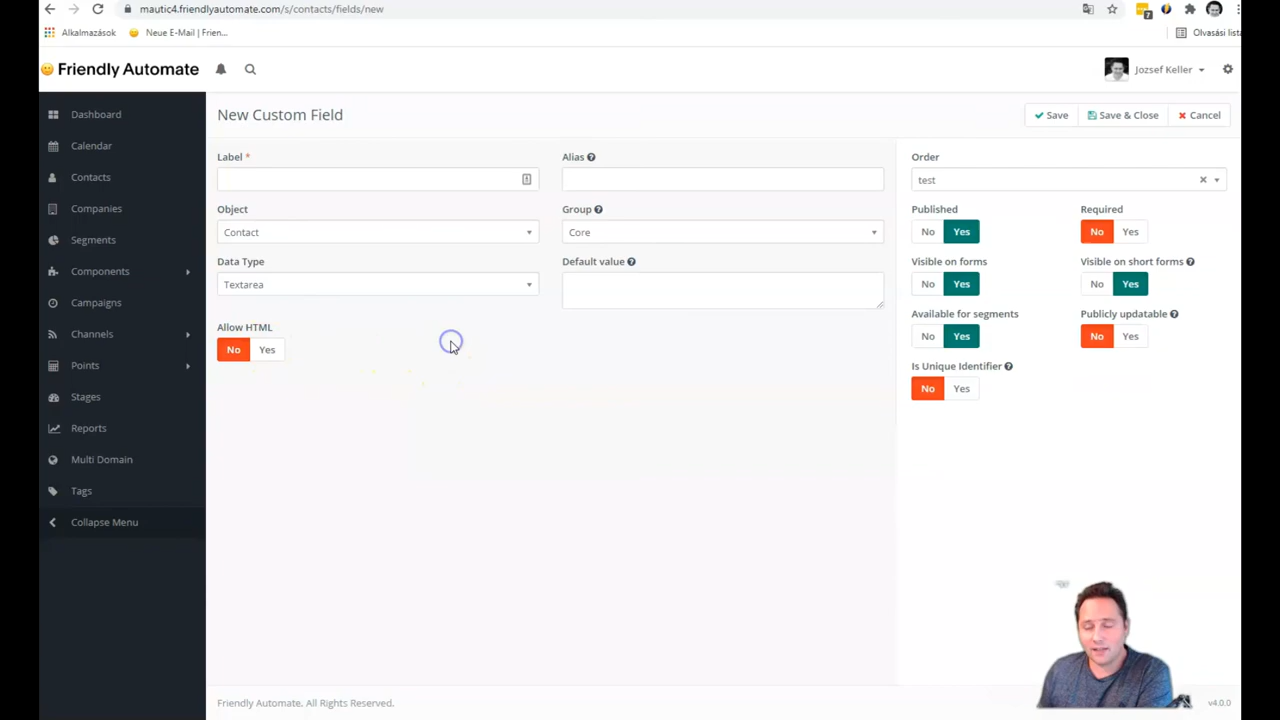 mautic4.friendlyautomate.com/s/contacts/fields/new
7
Alkalmazások
Neue E-Mail | Frien...
Olvasási lista
Friendly Automate
Jozsef Keller
Dashboard
Calendar
Contacts
Companies
Segments
Components
Campaigns
Channels
Points
Stages
Reports
Multi Domain
Tags
Collapse Menu
New Custom Field
Save
Save & Close
Cancel
Label *
Alias
Object
Contact
Group
Core
Data Type
Textarea
Default value
Allow HTML
No Yes
Order
test
Published
No Yes
Required
No Yes
Visible on forms
No Yes
Visible on short forms
No Yes
Available for segments
No Yes
Publicly updatable
No Yes
Is Unique Identifier
No Yes
Friendly Automate. All Rights Reserved.
v4.0.0